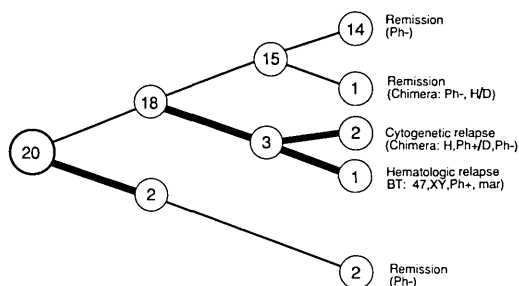 14
Remission
(Ph-)
15
1
Remission
(Chimera: Ph-, H/D)
18
20
3
2
Cytogenetic relapse
(Chimera: H,Ph+/D,Ph-)
1
Hematologic relapse
BT: 47,XY,Ph+, mar)
2
2
Remission
(Ph-)